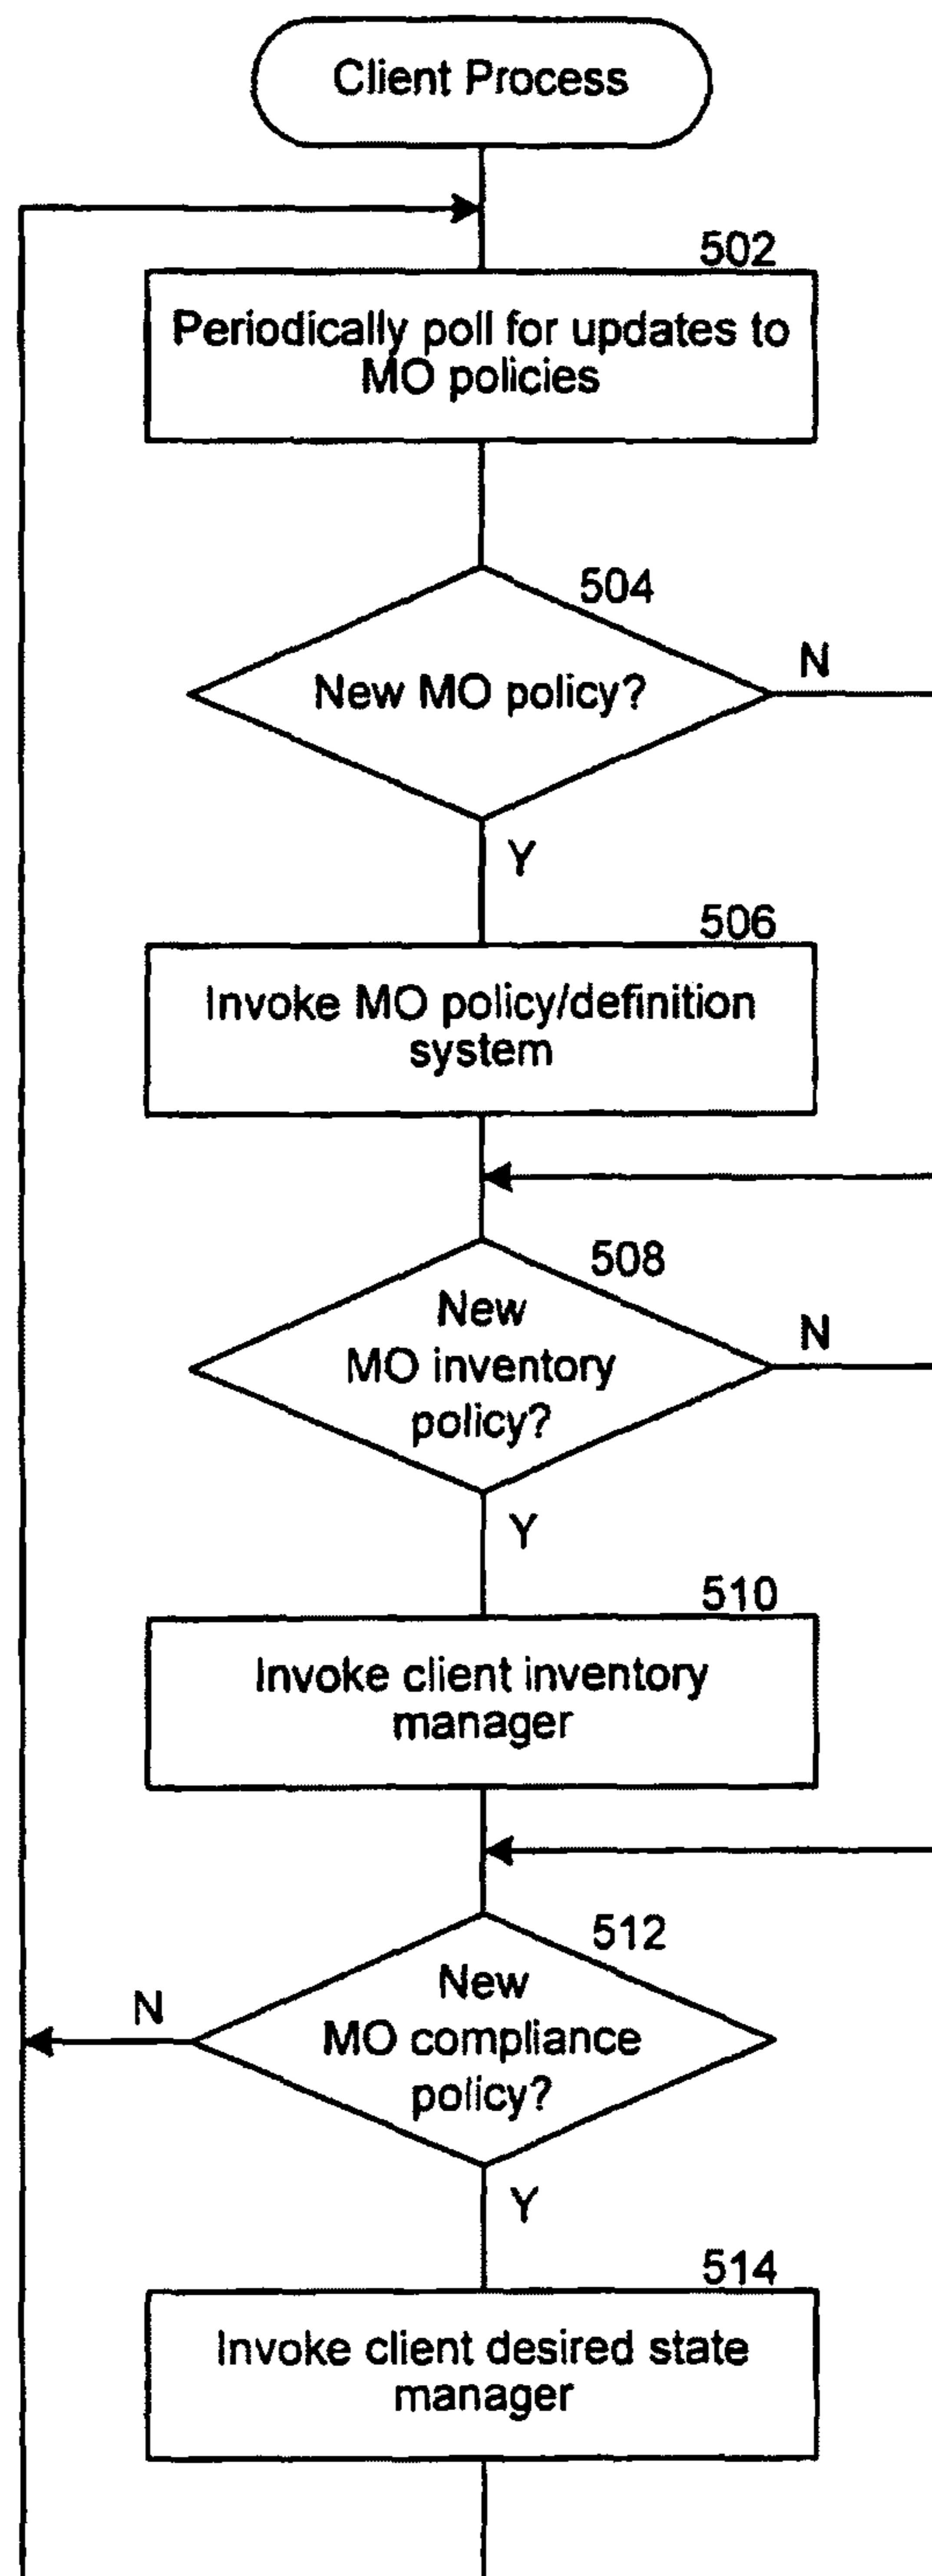 Client Process
502
Periodically poll for updates to
MO policies
504
New MO policy?
N
Y
506
Invoke MO policy/definition
system
508
New
MO inventory
policy?
N
Y
510
Invoke client inventory
manager
512
New
MO compliance
policy?
N
Y
514
Invoke client desired state
manager